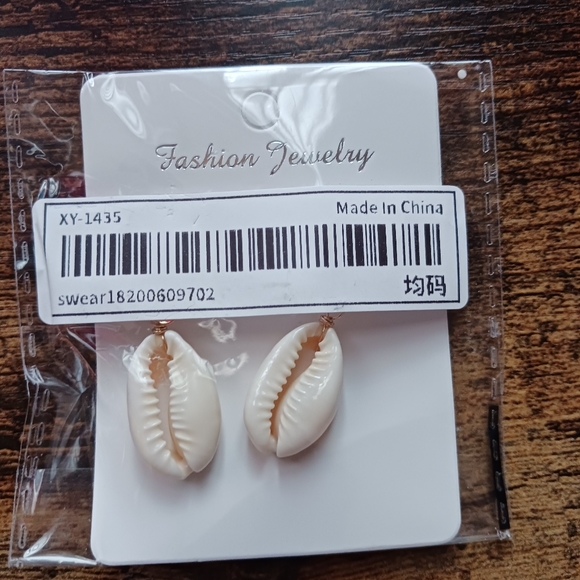 Fashion Jewelry
XY-1435
Made In China
swear18200609702
均码